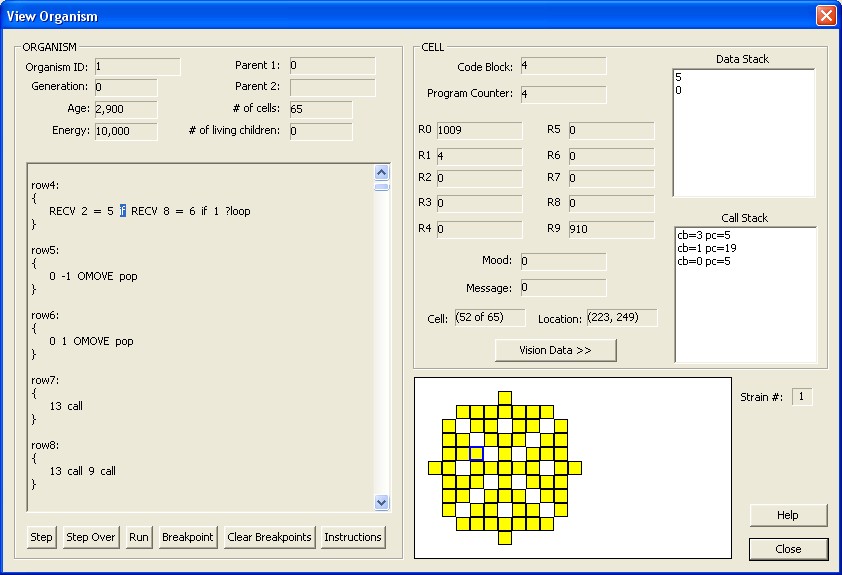 View Organism
ORGANISM
Organism ID: 1
Parent 1: 0
Generation: 0
Parent 2:
Age: 2,900
# of cells: 65
Energy: 10,000
# of living children: 0
row4:
{
RECV 2 = 5 if RECV 8 = 6 if 1 ?loop
}
row5:
{
0 -1 OMOVE pop
}
row6:
{
0 1 OMOVE pop
}
row7:
{
13 call
}
row8:
{
13 call 9 call
}
Step
Step Over
Run
Breakpoint
Clear Breakpoints
Instructions
CELL
Code Block: 4
Program Counter: 4
R0 1009
R5 0
R1 4
R6 0
R2 0
R7 0
R3 0
R8 0
R4 0
R9 910
Mood: 0
Message: 0
Cell: (52 of 65)
Location: (223, 249)
Vision Data >>
Data Stack
5
0
Call Stack
cb=3 pc=5
cb=1 pc=19
cb=0 pc=5
Strain #: 1
Help
Close